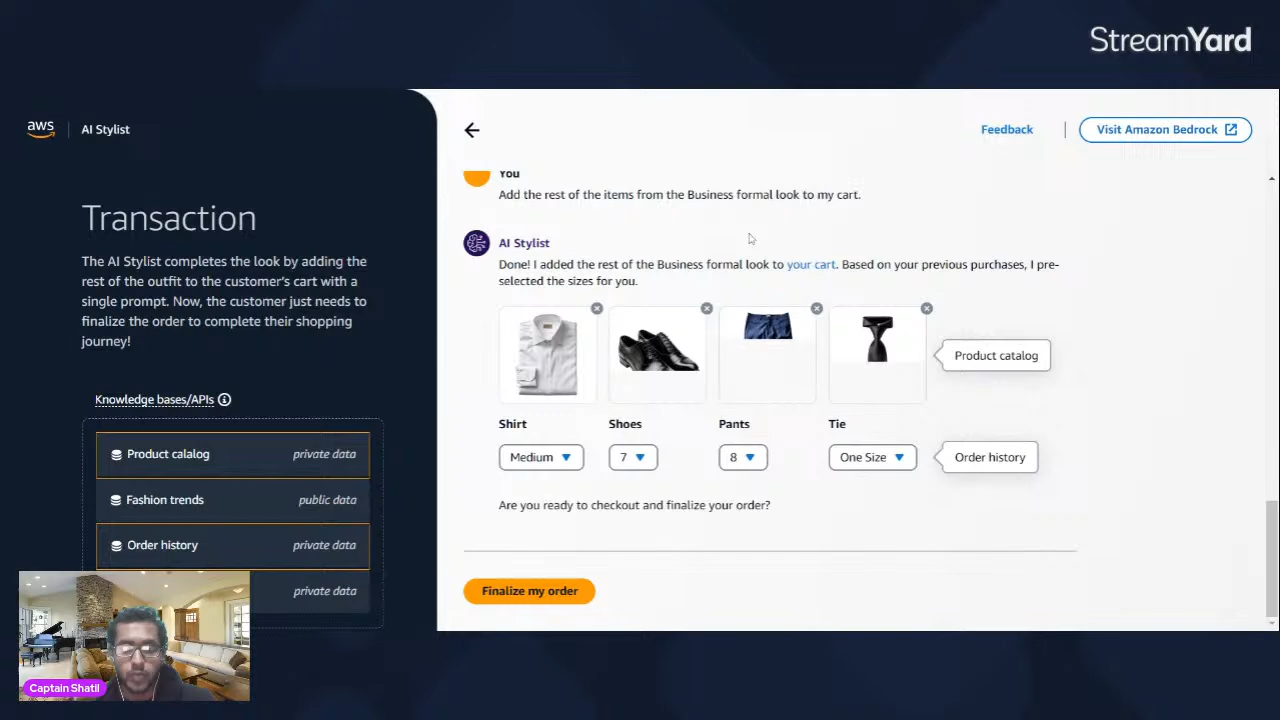 StreamYard
aws
AI Stylist
Feedback
Visit Amazon Bedrock
Transaction
The AI Stylist completes the look by adding the
rest of the outfit to the customer's cart with a
single prompt. Now, the customer just needs to
finalize the order to complete their shopping
journey!
Knowledge bases/APIs
Product calalog private data
Fashion trends public data
Order history private data
private data
Captain Shatil
You
Add the rest of the items from the Business formal look to my cart.
AI Stylist
Done! I added the rest of the Business formal look to your cart. Based on your previous purchases, I pre-
selected the sizes for you.
Product catalog
Shirt Shoes Pants Tie
Medium 7 8 One Size
Order history
Are you ready to checkout and finalize your order?
Finalize my order